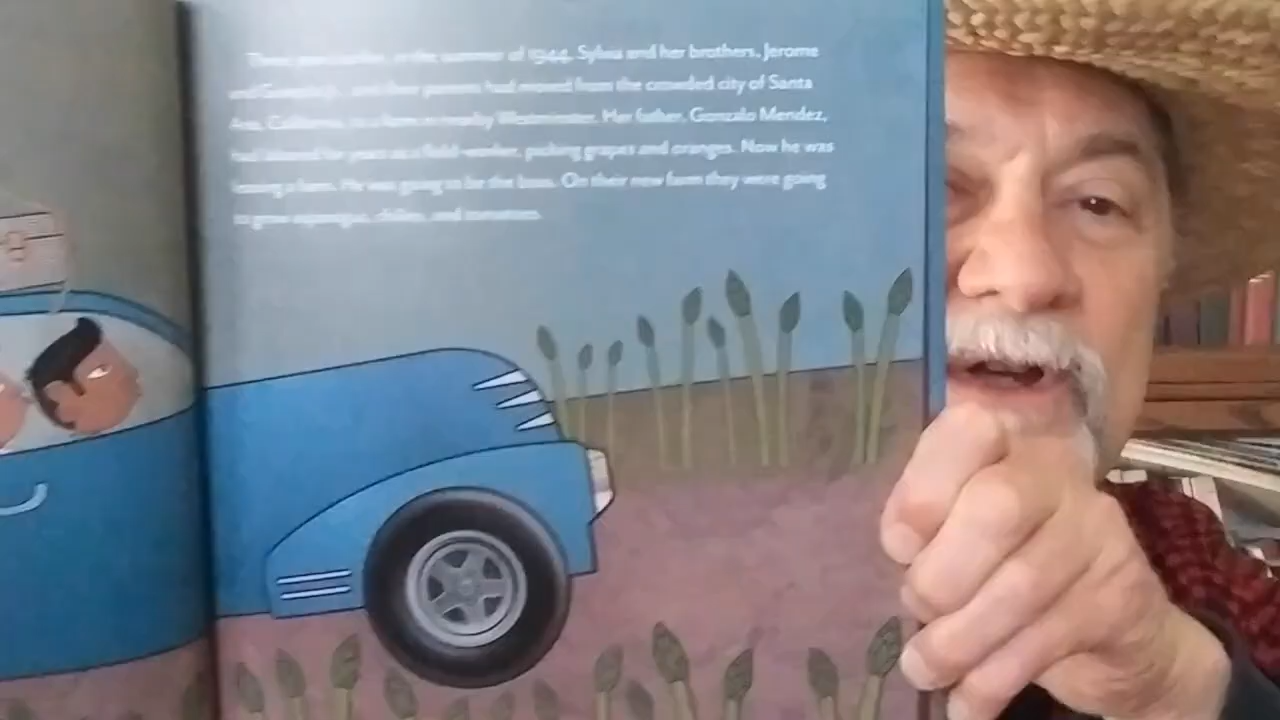 Three years earlier, in the summer of 1944, Sylvia and her brothers, Jerome
and Gonzalo Jr., and their parents had moved from the crowded city of Santa
Ana, California, to a farm in nearby Westminster. Her father, Gonzalo Mendez,
had labored for years as a field-worker, picking grapes and oranges. Now he was
leasing a farm. He was going to be the boss. On their new farm they were going
to grow asparagus, chilies, and tomatoes.